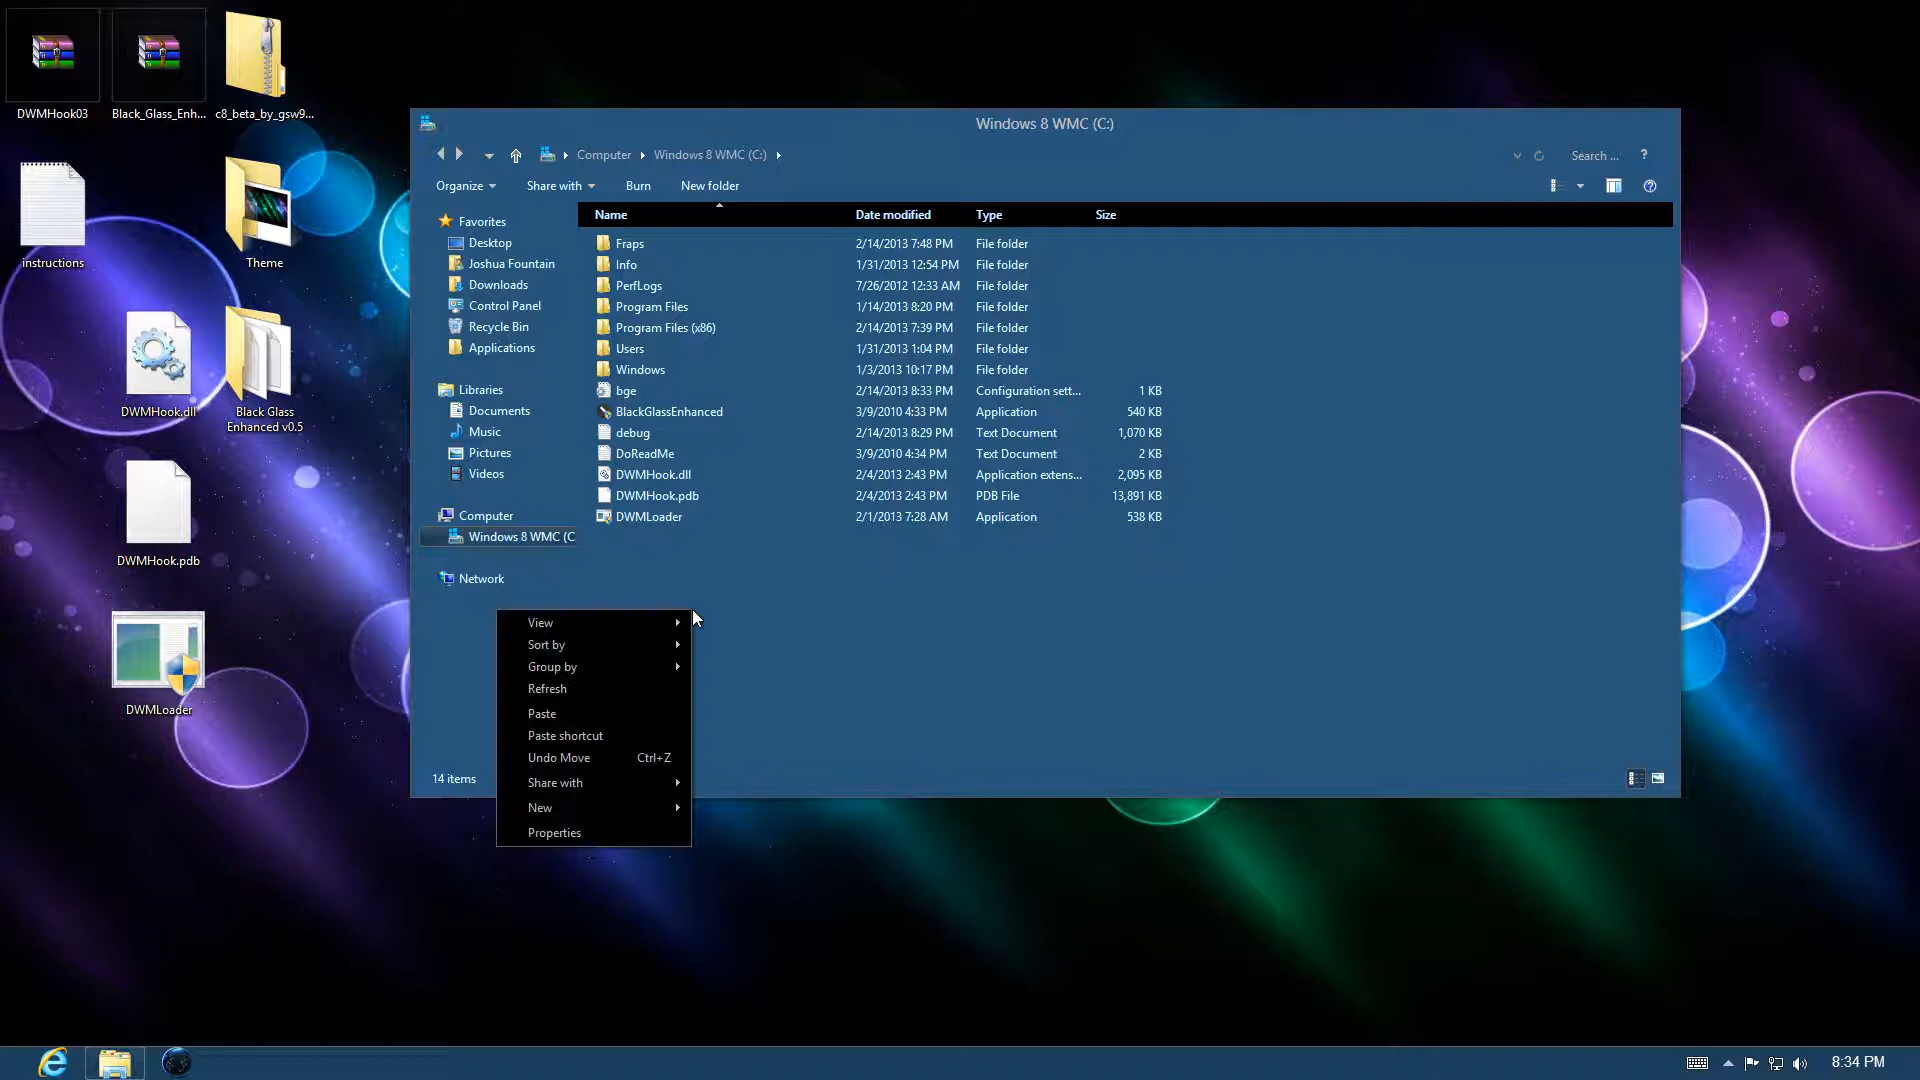 DWMHook03
Black_Glass_Enh...
c8_beta_by_gsw9...
instructions
Theme
DWMHook.dll
Black Glass
Enhanced v0.5
DWMHook.pdb
DWMLoader
Windows 8 WMC (C:)
Computer
Windows 8 WMC (C:)
Search ...
?
Organize
Share with
Burn
New folder
Name Date modified Type Size
Favorites
Desktop
Joshua Fountain
Downloads
Control Panel
Recycle Bin
Applications
Libraries
Documents
Music
Pictures
Videos
Computer
Windows 8 WMC (C
Network
Fraps 2/14/2013 7:48 PM File folder
Info 1/31/2013 12:54 PM File folder
PerfLogs 7/26/2012 12:33 AM File folder
Program Files 1/14/2013 8:20 PM File folder
Program Files (x86) 2/14/2013 7:39 PM File folder
Users 1/31/2013 1:04 PM File folder
Windows 1/3/2013 10:17 PM File folder
bge 2/14/2013 8:33 PM Configuration sett... 1 KB
BlackGlassEnhanced 3/9/2010 4:33 PM Application 540 KB
debug 2/14/2013 8:29 PM Text Document 1,070 KB
DoReadMe 3/9/2010 4:34 PM Text Document 2 KB
DWMHook.dll 2/4/2013 2:43 PM Application extens... 2,095 KB
DWMHook.pdb 2/4/2013 2:43 PM PDB File 13,891 KB
DWMLoader 2/1/2013 7:28 AM Application 538 KB
View
Sort by
Group by
Refresh
Paste
Paste shortcut
Undo Move Ctrl+Z
Share with
New
Properties
14 items
8:34 PM